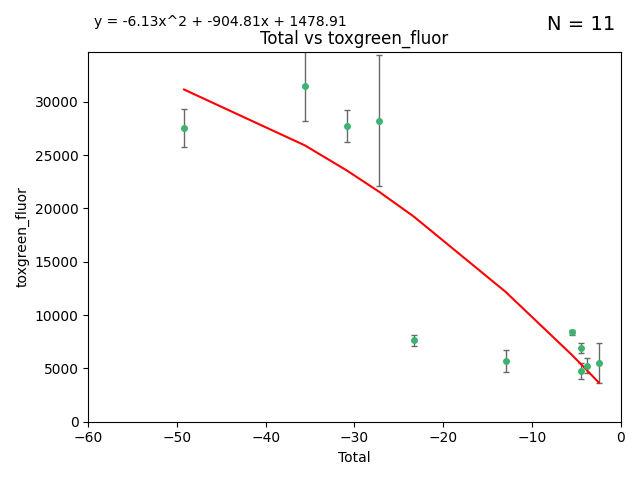 y = -6.13x^2 + -904.81x + 1478.91
N = 11
Total vs toxgreen_fluor
30000
25000
20000
15000
10000
5000
0
toxgreen_fluor
−60
−50
−40
−30
−20
−10
0
Total